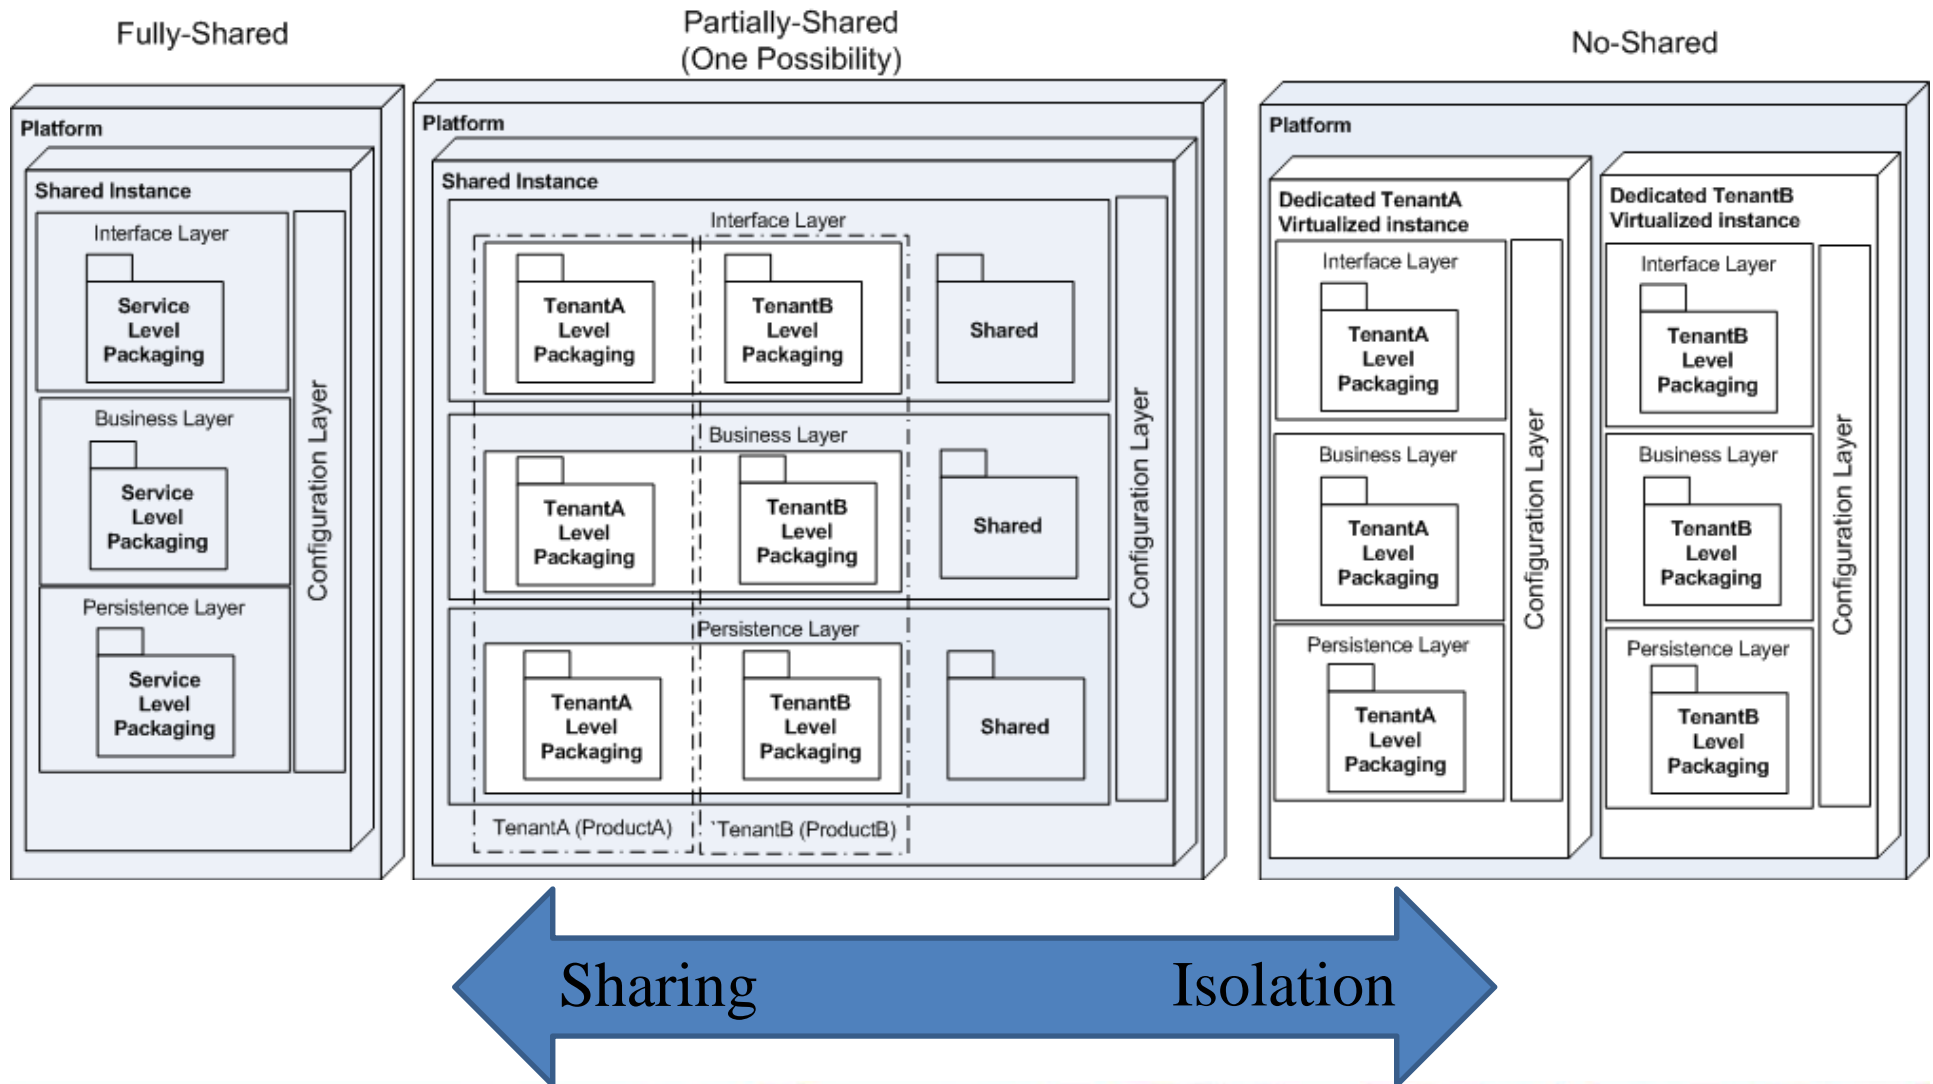 Fully-Shared
Platform
Shared Instance
Interface Layer
Service
Level
Packaging
Business Layer
Service
Level
Packaging
Persistence Layer
Service
Level
Packaging
Configuration Layer
Partially-Shared
(One Possibility)
Platform
Shared Instance
Interface Layer
TenantA
Level
Packaging
TenantB
Level
Packaging
Shared
Business Layer
TenantA
Level
Packaging
TenantB
Level
Packaging
Shared
Persistence Layer
TenantA
Level
Packaging
TenantB
Level
Packaging
Shared
TenantA (ProductA)
`TenantB (ProductB)
Configuration Layer
No-Shared
Platform
Dedicated TenantA
Virtualized instance
Interface Layer
TenantA
Level
Packaging
Business Layer
TenantA
Level
Packaging
Persistence Layer
TenantA
Level
Packaging
Configuration Layer
Dedicated TenantB
Virtualized instance
Interface Layer
TenantB
Level
Packaging
Business Layer
TenantB
Level
Packaging
Persistence Layer
TenantB
Level
Packaging
Configuration Layer
Sharing
Isolation